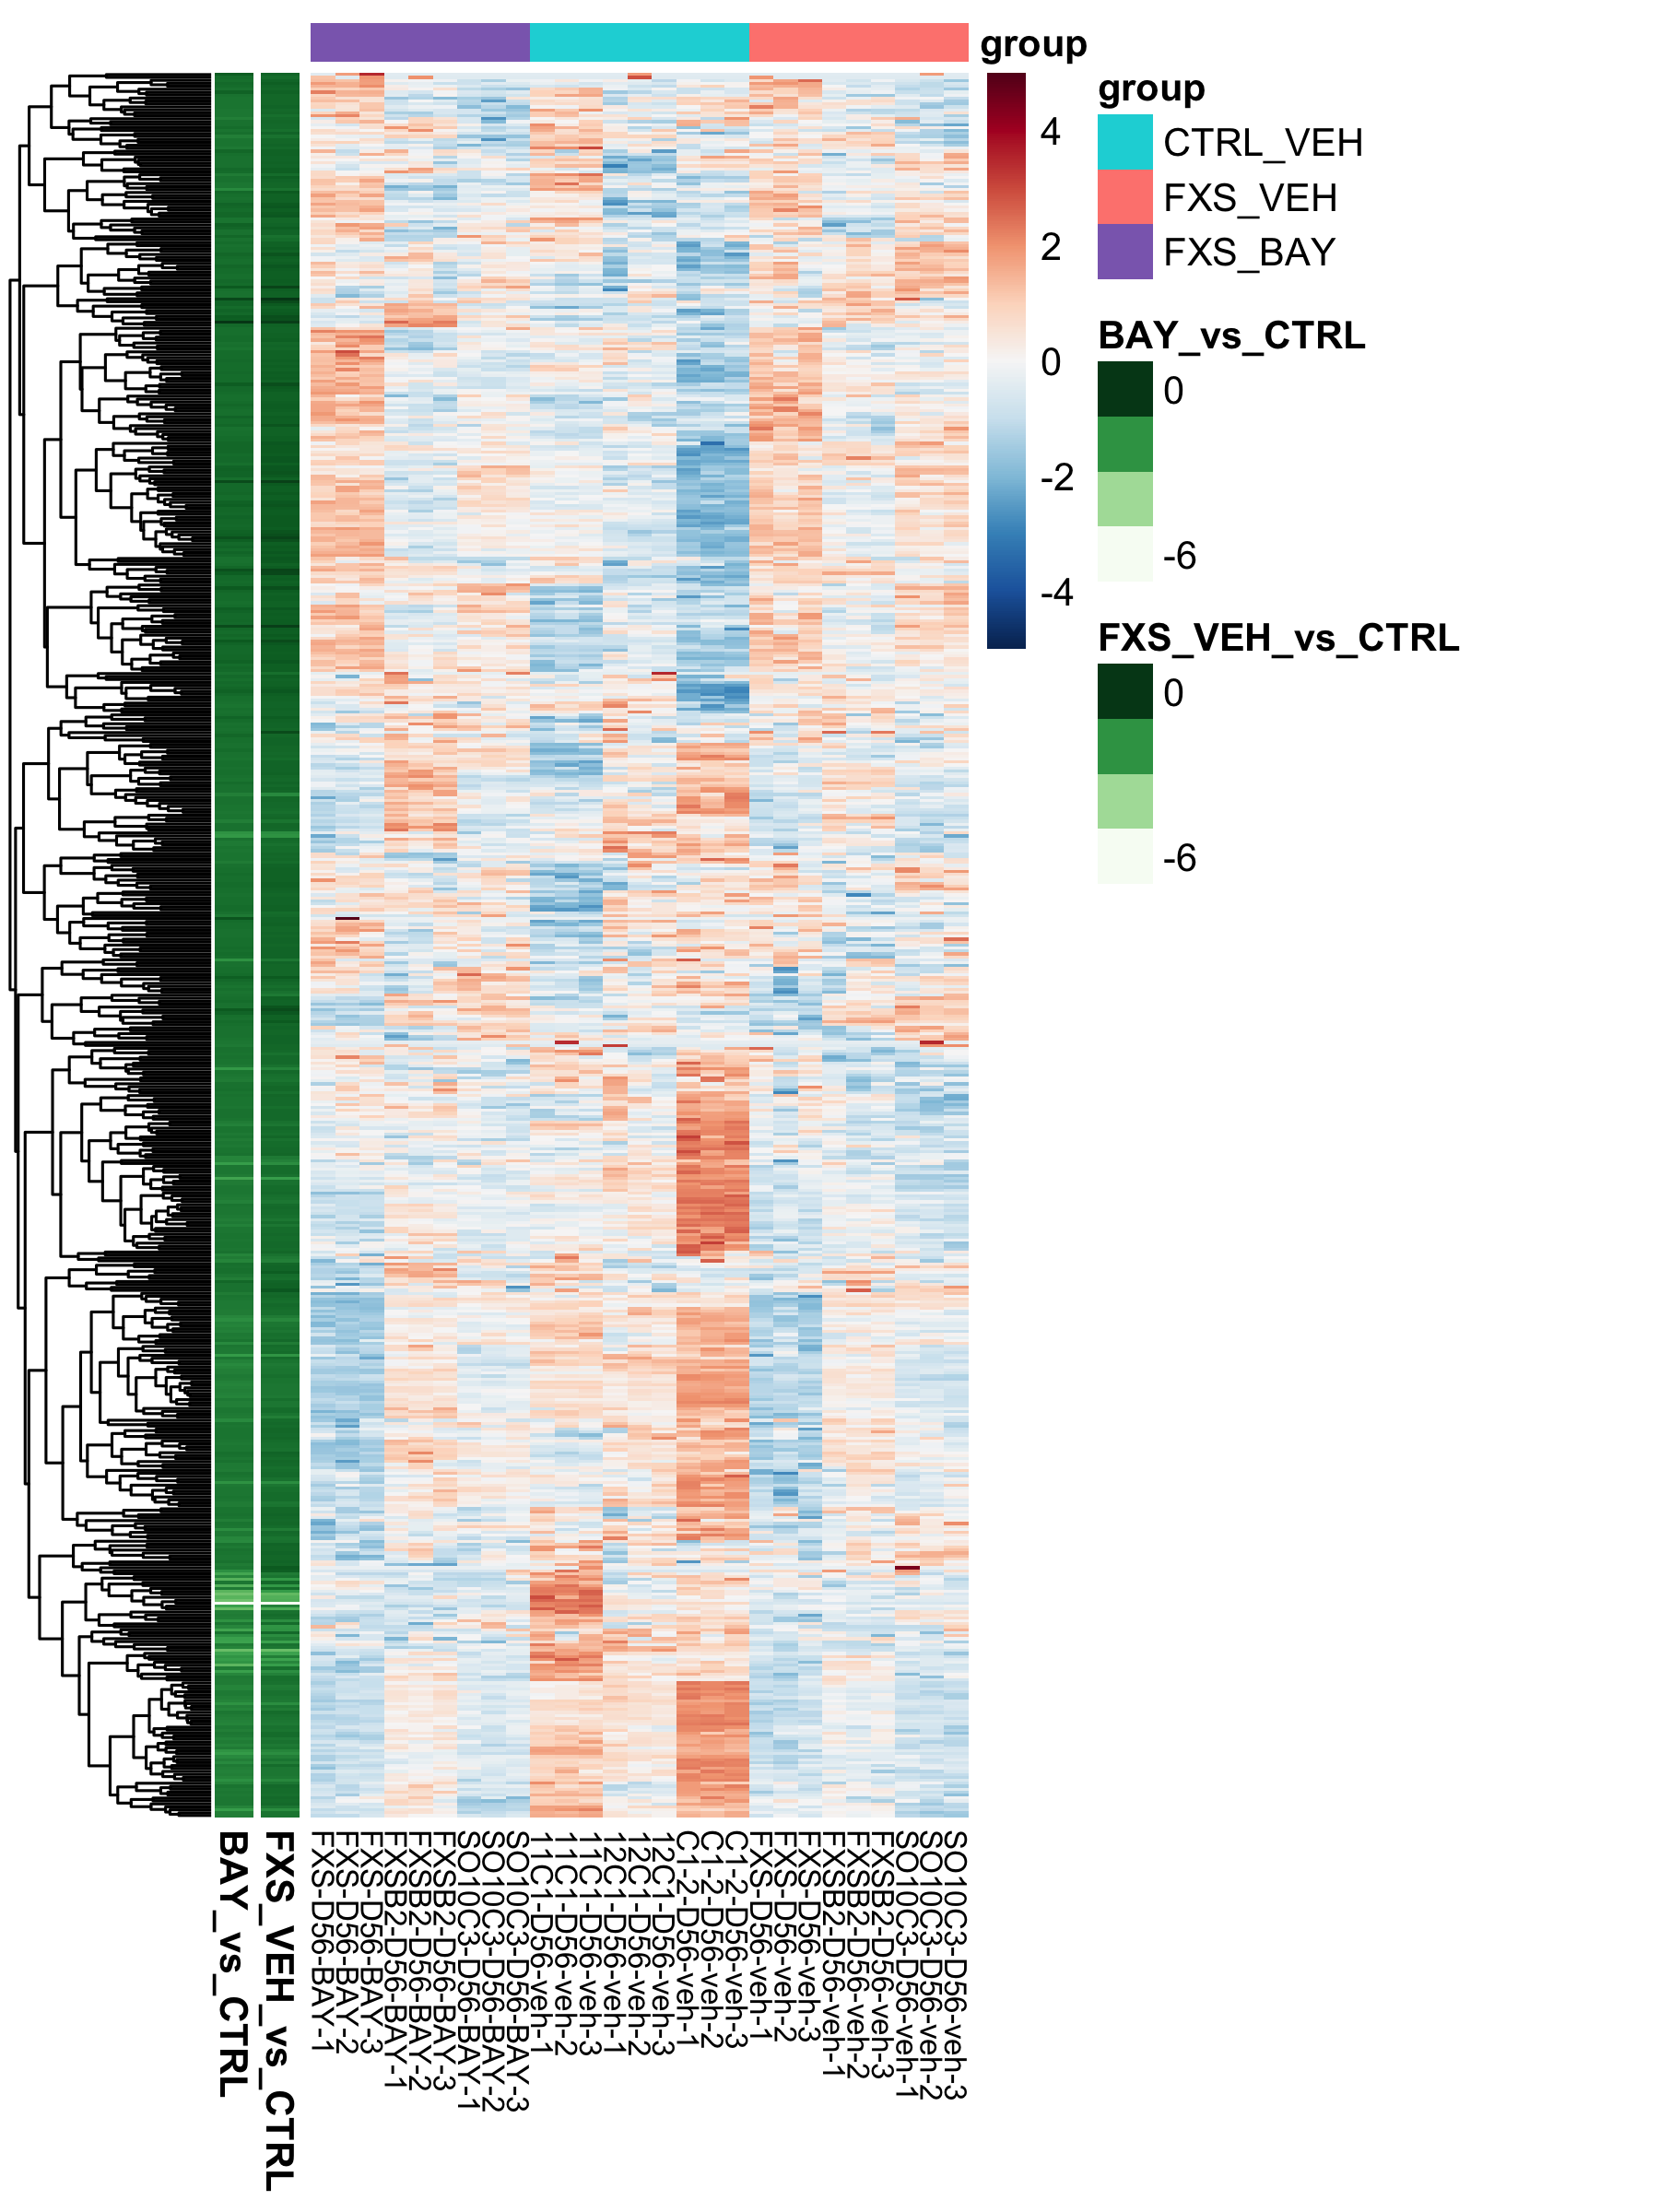 group
4
2
0
-2
-4
group
CTRL_VEH
FXS_VEH
FXS_BAY
BAY_vs_CTRL
0
-6
FXS_VEH_vs_CTRL
0
-6
BAY_vs_CTRL
FXS_VEH_vs_CTRL
FXS-D56-BAY-1
FXS-D56-BAY-2
FXS-D56-BAY-3
FXSB2-D56-BAY-1
FXSB2-D56-BAY-2
FXSB2-D56-BAY-3
SO10C3-D56-BAY-1
SO10C3-D56-BAY-2
SO10C3-D56-BAY-3
11C1-D56-veh-1
11C1-D56-veh-2
11C1-D56-veh-3
12C1-D56-veh-1
12C1-D56-veh-2
12C1-D56-veh-3
C1-2-D56-veh-1
C1-2-D56-veh-2
C1-2-D56-veh-3
FXS-D56-veh-1
FXS-D56-veh-2
FXS-D56-veh-3
FXSB2-D56-veh-1
FXSB2-D56-veh-2
FXSB2-D56-veh-3
SO10C3-D56-veh-1
SO10C3-D56-veh-2
SO10C3-D56-veh-3